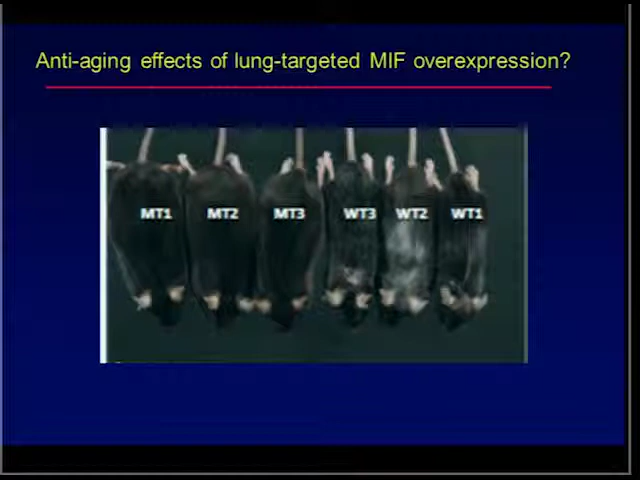 Anti-aging effects of lung-targeted MIF overexpression?
MT1 MT2 MT3 WT3 WT2 WT1